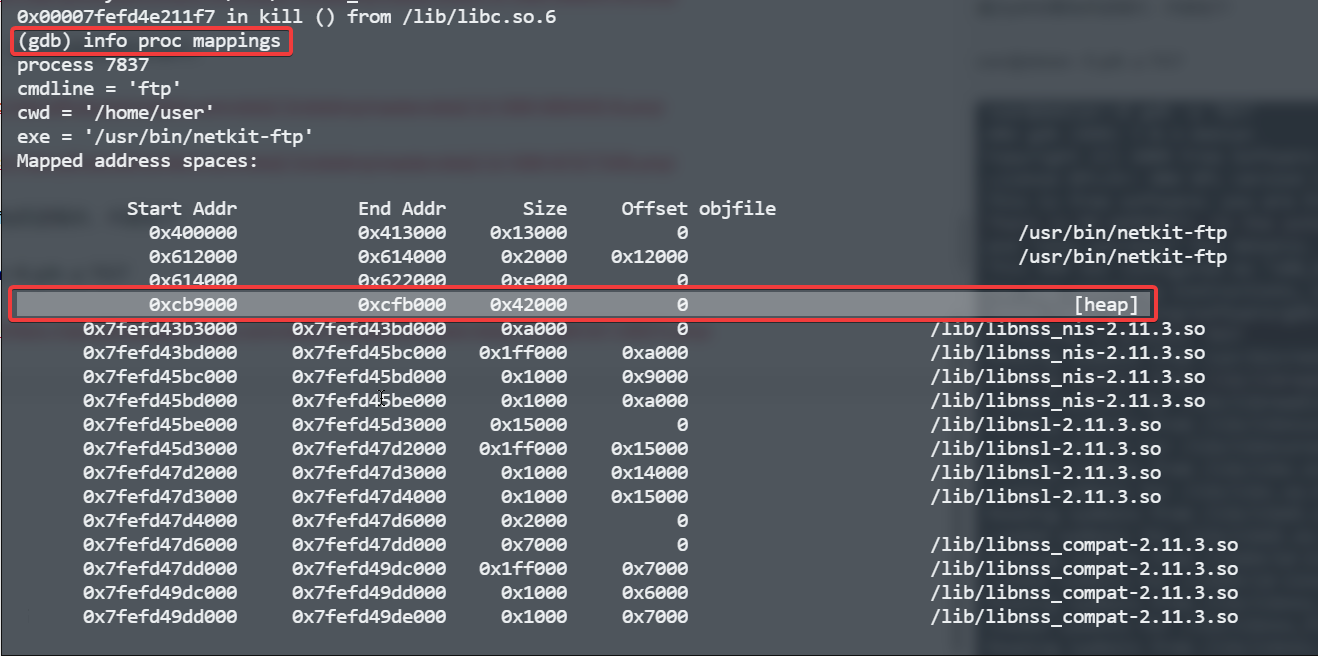 0x00007fefd4e211f7 in kill () from /lib/libc.so.6
(gdb) info proc mappings
process 7837
cmdline = 'ftp'
cwd = '/home/user'
exe = '/usr/bin/netkit-ftp'
Mapped address spaces:
Start Addr End Addr Size Offset objfile
0x400000 0x413000 0x13000 0 /usr/bin/netkit-ftp
0x612000 0x614000 0x2000 0x12000 /usr/bin/netkit-ftp
0x614000 0x622000 0xe000 0
0xcb9000 0xcfb000 0x42000 0 [heap]
0x7fefd43b3000 0x7fefd43bd000 0xa000 0 /lib/libnss_nis-2.11.3.so
0x7fefd43bd000 0x7fefd45bc000 0x1ff000 0xa000 /lib/libnss_nis-2.11.3.so
0x7fefd45bc000 0x7fefd45bd000 0x1000 0x9000 /lib/libnss_nis-2.11.3.so
0x7fefd45bd000 0x7fefd45be000 0x1000 0xa000 /lib/libnss_nis-2.11.3.so
0x7fefd45be000 0x7fefd45d3000 0x15000 0 /lib/libnsl-2.11.3.so
0x7fefd45d3000 0x7fefd47d2000 0x1ff000 0x15000 /lib/libnsl-2.11.3.so
0x7fefd47d2000 0x7fefd47d3000 0x1000 0x14000 /lib/libnsl-2.11.3.so
0x7fefd47d3000 0x7fefd47d4000 0x1000 0x15000 /lib/libnsl-2.11.3.so
0x7fefd47d4000 0x7fefd47d6000 0x2000 0
0x7fefd47d6000 0x7fefd47dd000 0x7000 0 /lib/libnss_compat-2.11.3.so
0x7fefd47dd000 0x7fefd49dc000 0x1ff000 0x7000 /lib/libnss_compat-2.11.3.so
0x7fefd49dc000 0x7fefd49dd000 0x1000 0x6000 /lib/libnss_compat-2.11.3.so
0x7fefd49dd000 0x7fefd49de000 0x1000 0x7000 /lib/libnss_compat-2.11.3.so